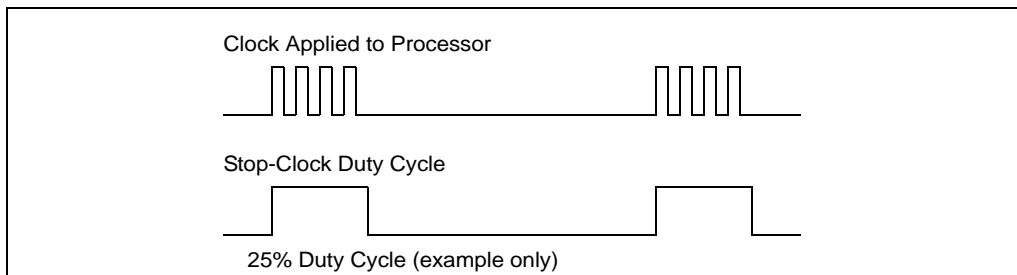 Clock Applied to Processor
Stop-Clock Duty Cycle
25% Duty Cycle (example only)